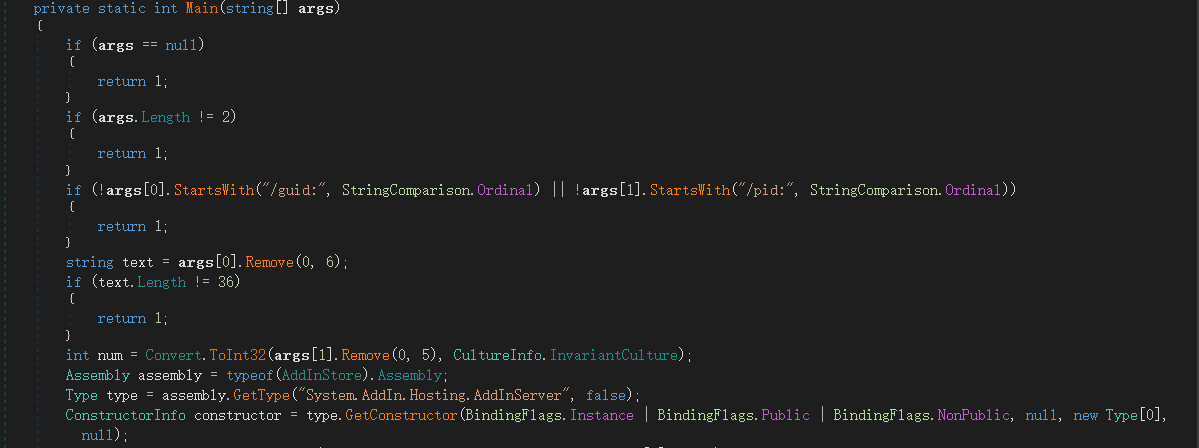 private static int Main(string[] args)
{
if (args == null)
{
return 1;
}
if (args.Length != 2)
{
return 1;
}
if (!args[0].StartsWith("/guid:", StringComparison.Ordinal) || !args[1].StartsWith("/pid:", StringComparison.Ordinal))
{
return 1;
}
string text = args[0].Remove(0, 6);
if (text.Length != 36)
{
return 1;
}
int num = Convert.ToInt32(args[1].Remove(0, 5), CultureInfo.InvariantCulture);
Assembly assembly = typeof(AddInStore).Assembly;
Type type = assembly.GetType("System.AddIn.Hosting.AddInServer", false);
ConstructorInfo constructor = type.GetConstructor(BindingFlags.Instance | BindingFlags.Public | BindingFlags.NonPublic, null, new Type[0],
null);